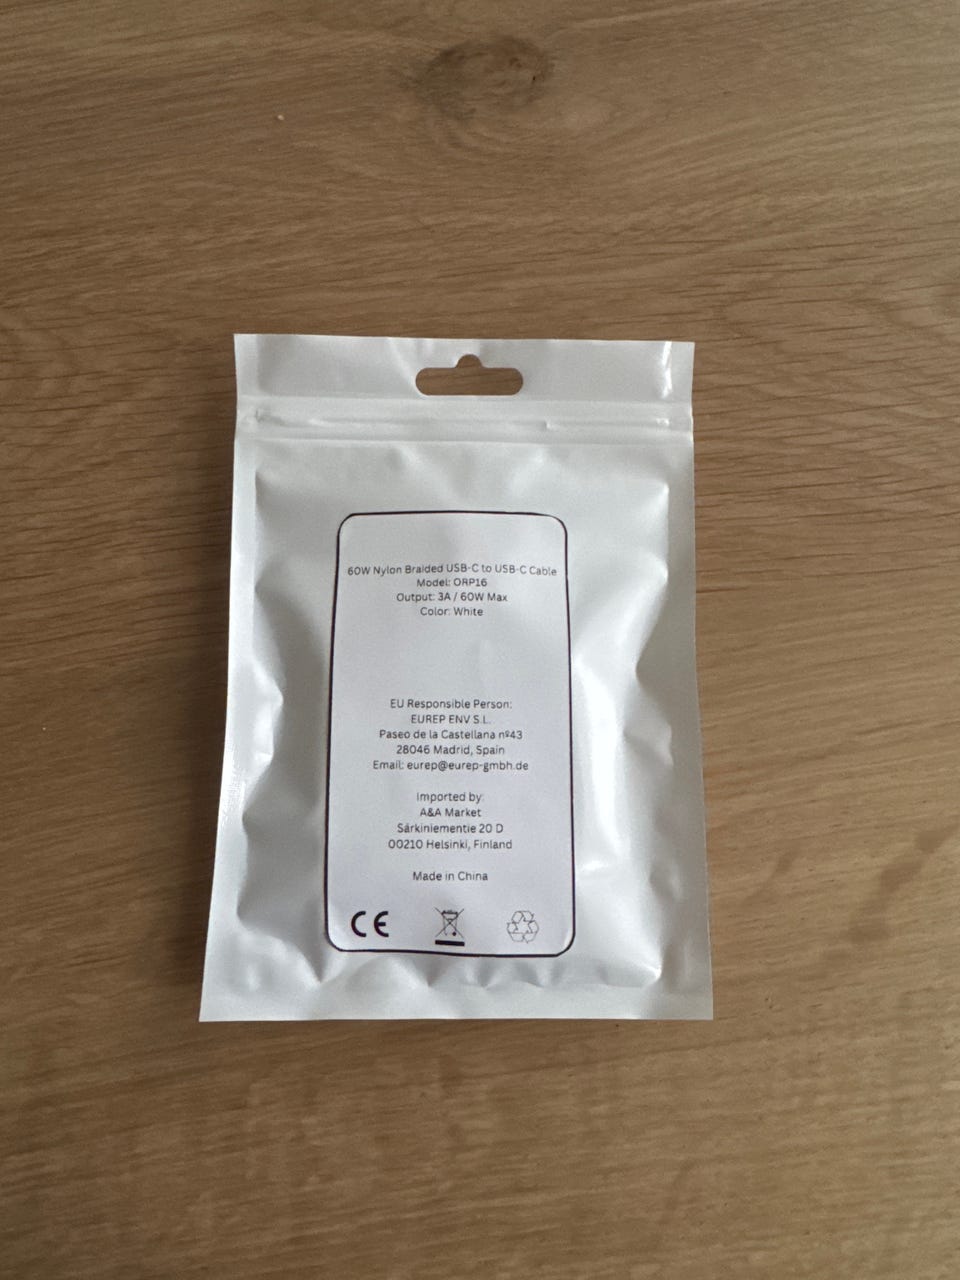 60W Nylon Braided USB-C to USB-C Cable
Model: ORP16
Output: 3A / 60W Max
Color: White
EU Responsible Person:
EUREP ENV S.L.
Paseo de la Castellana nº43
28046 Madrid, Spain
Email: eurep@eurep-gmbh.de
Imported by:
A&A Market
Särkiniementie 20 D
00210 Helsinki, Finland
Made in China
CE